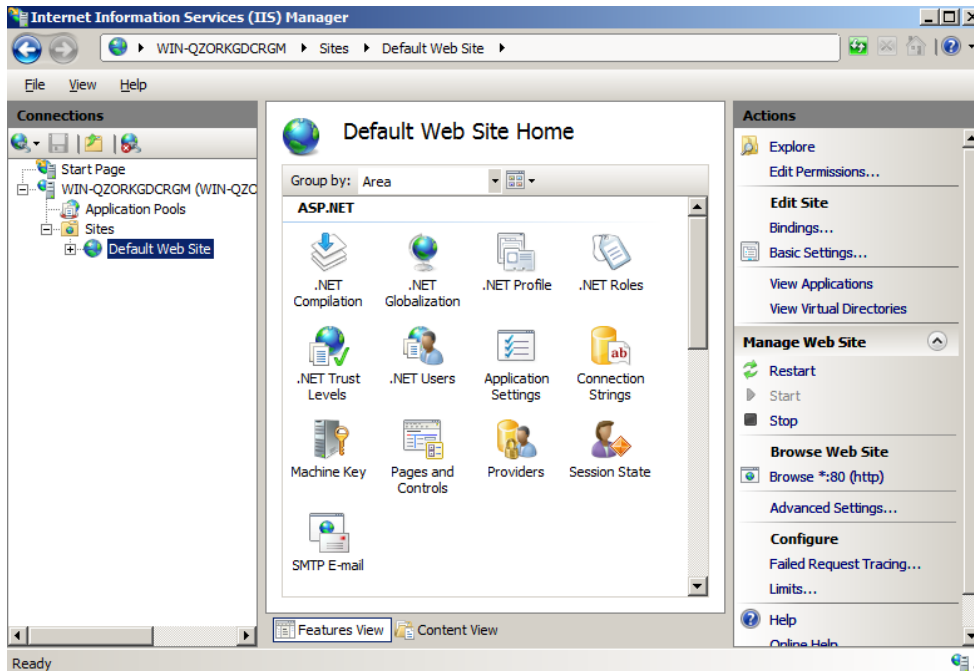 Internet Information Services (IIS) Manager
WIN-QZORKGDCRGM Sites Default Web Site
File View Help
Connections
Start Page
WIN-QZORKGDCRGM (WIN-QZO
Application Pools
Sites
Default Web Site
Default Web Site Home
Group by: Area
ASP.NET
.NET Compilation
.NET Globalization
.NET Profile
.NET Roles
.NET Trust Levels
.NET Users
Application Settings
Connection Strings
ab
Machine Key
Pages and Controls
Providers
Session State
SMTP E-mail
Features View
Content View
Actions
Explore
Edit Permissions...
Edit Site
Bindings...
Basic Settings...
View Applications
View Virtual Directories
Manage Web Site
Restart
Start
Stop
Browse Web Site
Browse *:80 (http)
Advanced Settings...
Configure
Failed Request Tracing...
Limits...
Help
Online Help
Ready